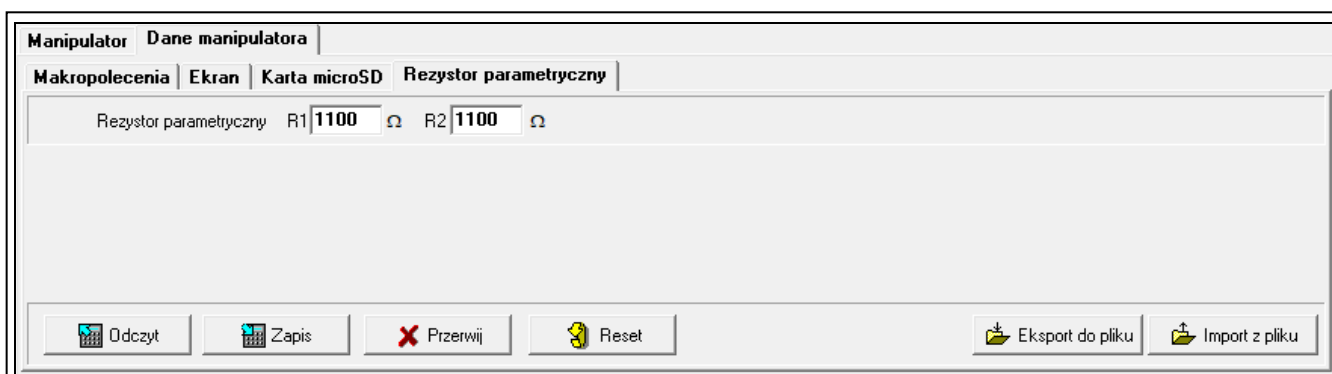 Manipulator Dane manipulatora
Makropolecenia Ekran Karta microSD Rezystor parametryczny
Rezystor parametryczny R1 1100 Ω R2 1100 Ω
Odczyt Zapis Przerwij Reset Eksport do pliku Import z pliku